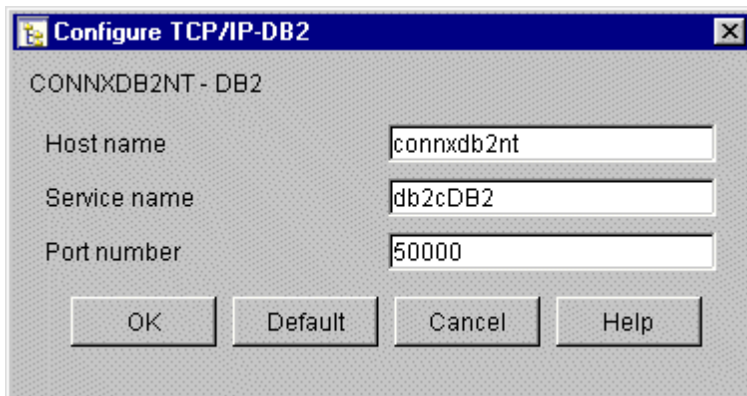 Configure TCP/IP-DB2
CONNXDB2NT - DB2
Host name connxdb2nt
Service name db2cDB2
Port number 50000
OK Default Cancel Help